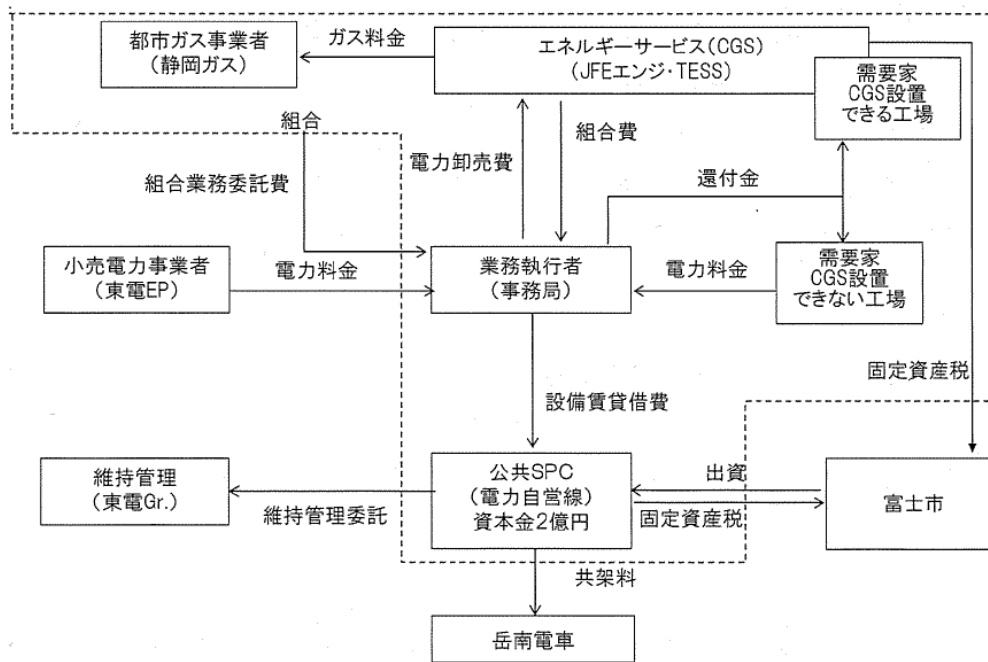 都市ガス事業者
(静岡ガス)
ガス料金
エネルギーサービス(CGS)
(JFEエンジ・TESS)
需要家
CGS設置
できる工場
組合
電力卸売費
組合費
組合業務委託費
還付金
小売電力事業者
(東電EP)
電力料金
業務執行者
(事務局)
電力料金
需要家
CGS設置
できない工場
固定資産税
設備賃貸借費
維持管理
(東電Gr.)
維持管理委託
公共SPC
(電力自営線)
資本金2億円
出資
固定資産税
富士市
共架料
岳南電車